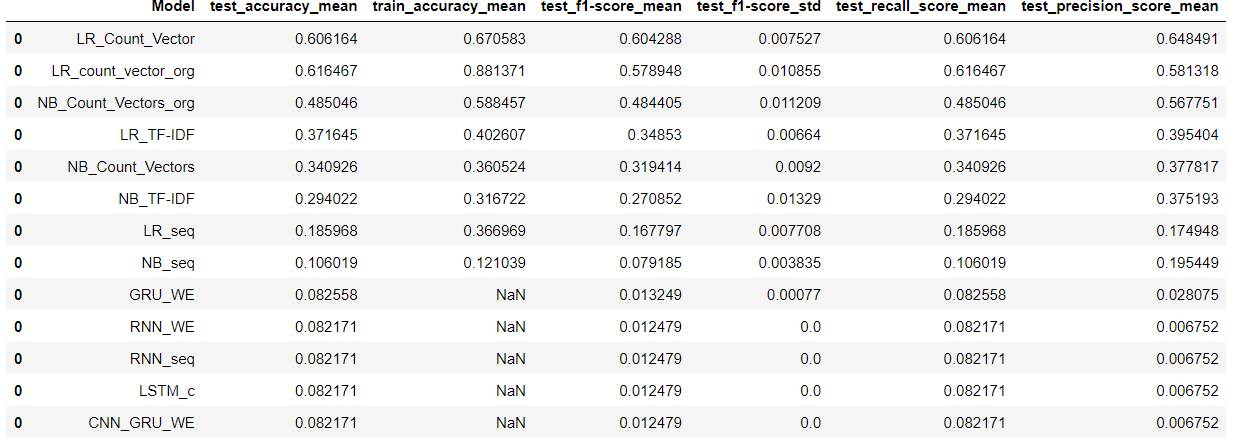 Model test_accuracy_mean train_accuracy_mean test_f1-score_mean test_f1-score_std test_recall_score_mean test_precision_score_mean
0 LR_Count_Vector 0.606164 0.670583 0.604288 0.007527 0.606164 0.648491
0 LR_count_vector_org 0.616467 0.881371 0.578948 0.010855 0.616467 0.581318
0 NB_Count_Vectors_org 0.485046 0.588457 0.484405 0.011209 0.485046 0.567751
0 LR_TF-IDF 0.371645 0.402607 0.34853 0.00664 0.371645 0.395404
0 NB_Count_Vectors 0.340926 0.360524 0.319414 0.0092 0.340926 0.377817
0 NB_TF-IDF 0.294022 0.316722 0.270852 0.01329 0.294022 0.375193
0 LR_seq 0.185968 0.366969 0.167797 0.007708 0.185968 0.174948
0 NB_seq 0.106019 0.121039 0.079185 0.003835 0.106019 0.195449
0 GRU_WE 0.082558 NaN 0.013249 0.00077 0.082558 0.028075
0 RNN_WE 0.082171 NaN 0.012479 0.0 0.082171 0.006752
0 RNN_seq 0.082171 NaN 0.012479 0.0 0.082171 0.006752
0 LSTM_c 0.082171 NaN 0.012479 0.0 0.082171 0.006752
0 CNN_GRU_WE 0.082171 NaN 0.012479 0.0 0.082171 0.006752